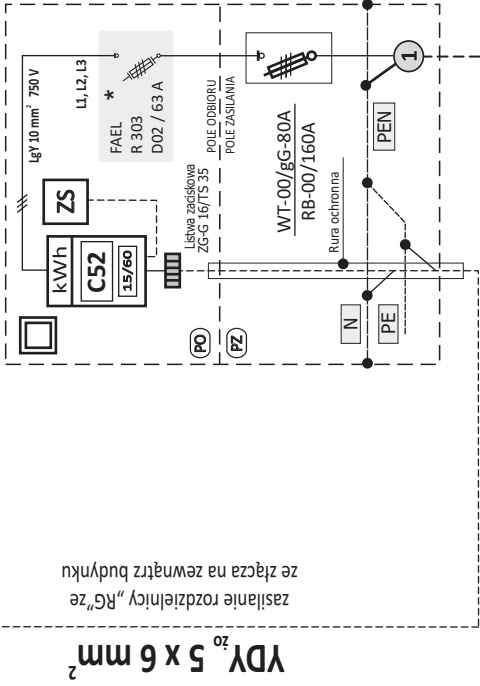 LgY 10 mm² 750 V
L1, L2, L3
*
FAEL
R 303
D02 / 63 A
ZS
kWh
C52
15/60
Listwa zaciskowa
ZG-G 16/TS 35
POLE ODBIORU
POLE ZASILANIA
PO
PZ
WT-00/gG-80A
RB-00/160A
Rura ochronna
1
PEN
N
PE
zasilanie rozdzielnicy „RG"ze
ze złącza na zewnątrz budynku
YDY żo 5 x 6 mm²